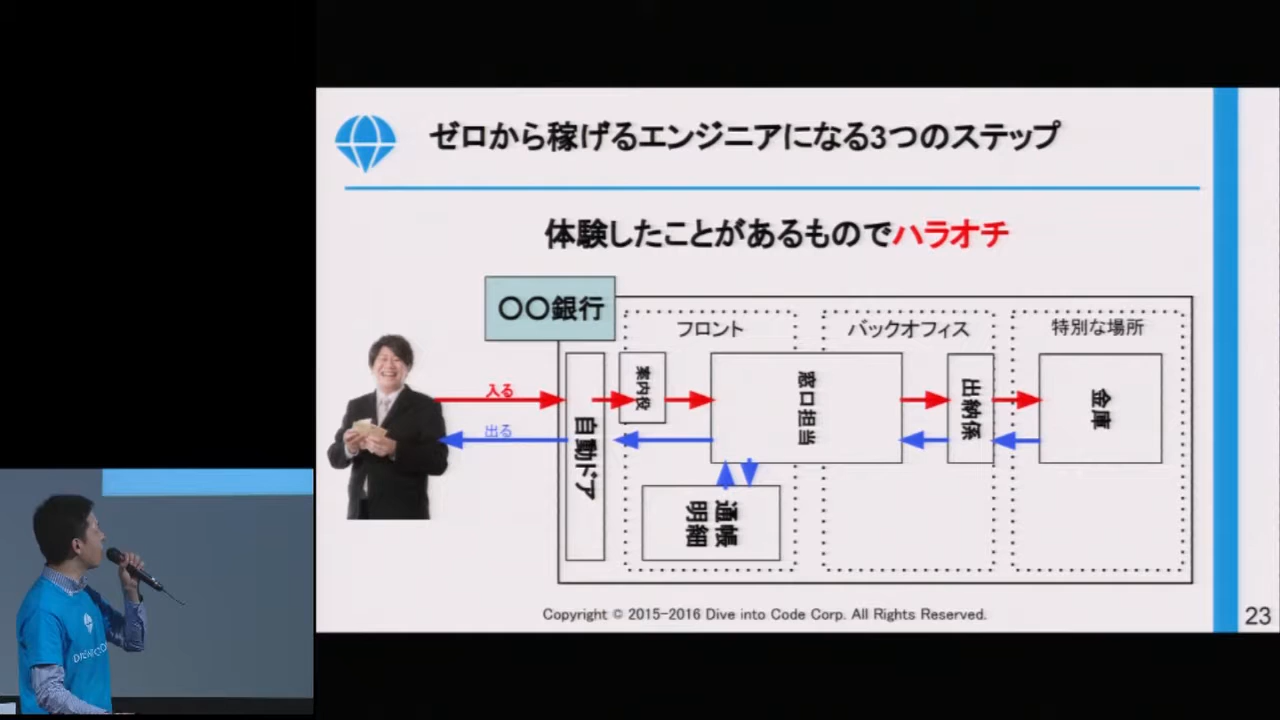 ゼロから稼げるエンジニアになる3つのステップ
体験したことがあるものでハラオチ
〇〇銀行
フロント
バックオフィス
特別な場所
入る
出る
自動ドア
案内役
窓口担当
出納係
金庫
通帳
明細
Copyright © 2015-2016 Dive into Code Corp. All Rights Reserved.
23